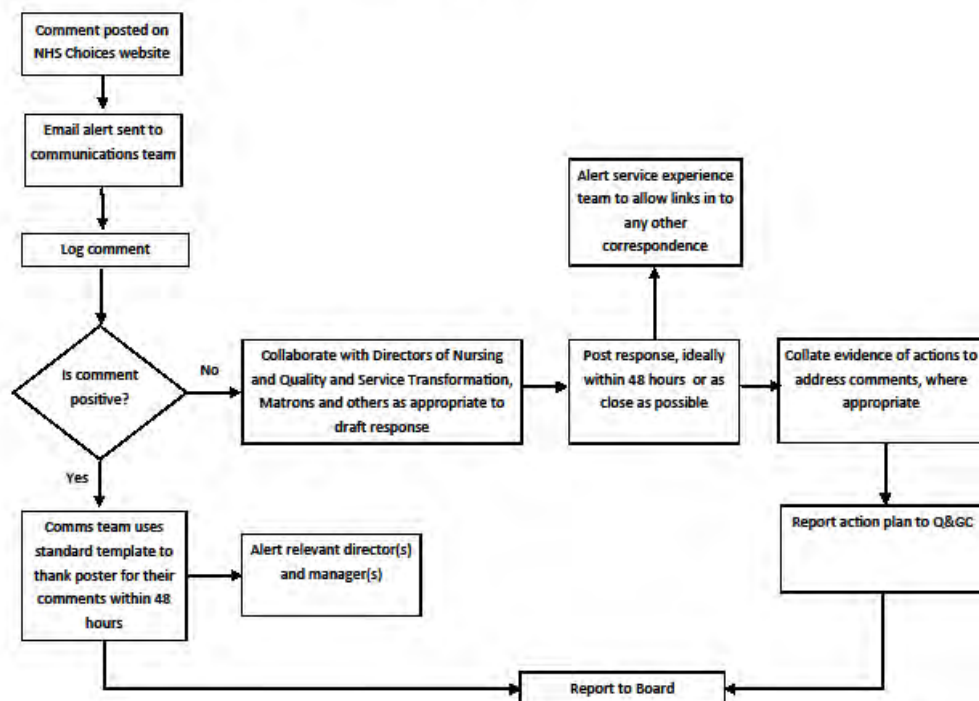 Comment posted on
NHS Choices website
Email alert sent to
communications team
Log comment
Is comment
positive?
No
Yes
Collaborate with Directors of Nursing
and Quality and Service Transformation,
Matrons and others as appropriate to
draft response
Alert service experience
team to allow links in to
any other
correspondence
Post response, ideally
within 48 hours or as
close as possible
Collate evidence of actions to
address comments, where
appropriate
Report action plan to Q&GC
Comms team uses
standard template to
thank poster for their
comments within 48
hours
Alert relevant director(s)
and manager(s)
Report to Board